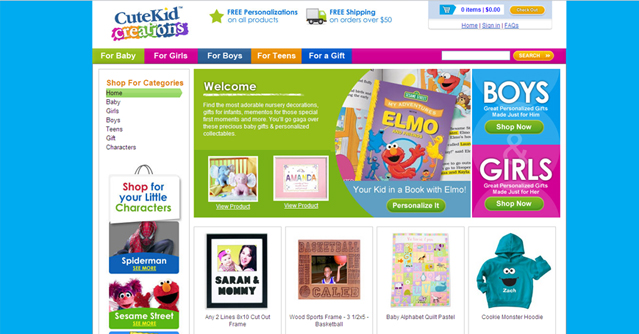 CuteKid
creations
FREE Personalizations
on all products
FREE Shipping
on orders over $50
0 items | $0.00
Check Out
Home | Sign in | FAQs
For Baby
For Girls
For Boys
For Teens
For a Gift
SEARCH
Shop For Categories
Home
Baby
Girls
Boys
Teens
Gift
Characters
Shop for
your Little
Characters
Spiderman
SEE MORE
Sesame Street
SEE MORE
Welcome
Find the most adorable nursery decorations,
gifts for infants, mementos for those special
first moments and more. You'll go gaga over
these precious baby gifts & personalized
collectables.
AMANDA
View Product
View Product
SESAME STREET
MY ADVENTURES
WITH
ELMO
Your Kid in a Book with Elmo!
Personalize It
BOYS
Great Personalized Gifts
Made Just for Him
Shop Now
&
GIRLS
Great Personalized Gifts
Made Just for Her
Shop Now
SARAH &
MOMMY
Any 2 Lines 8x10 Cut Out
Frame
BASKETBALL
CALEB
Wood Sports Frame - 3 1/2x5 -
Basketball
Baby Alphabet Quilt Pastel
Zach
Cookie Monster Hoodie